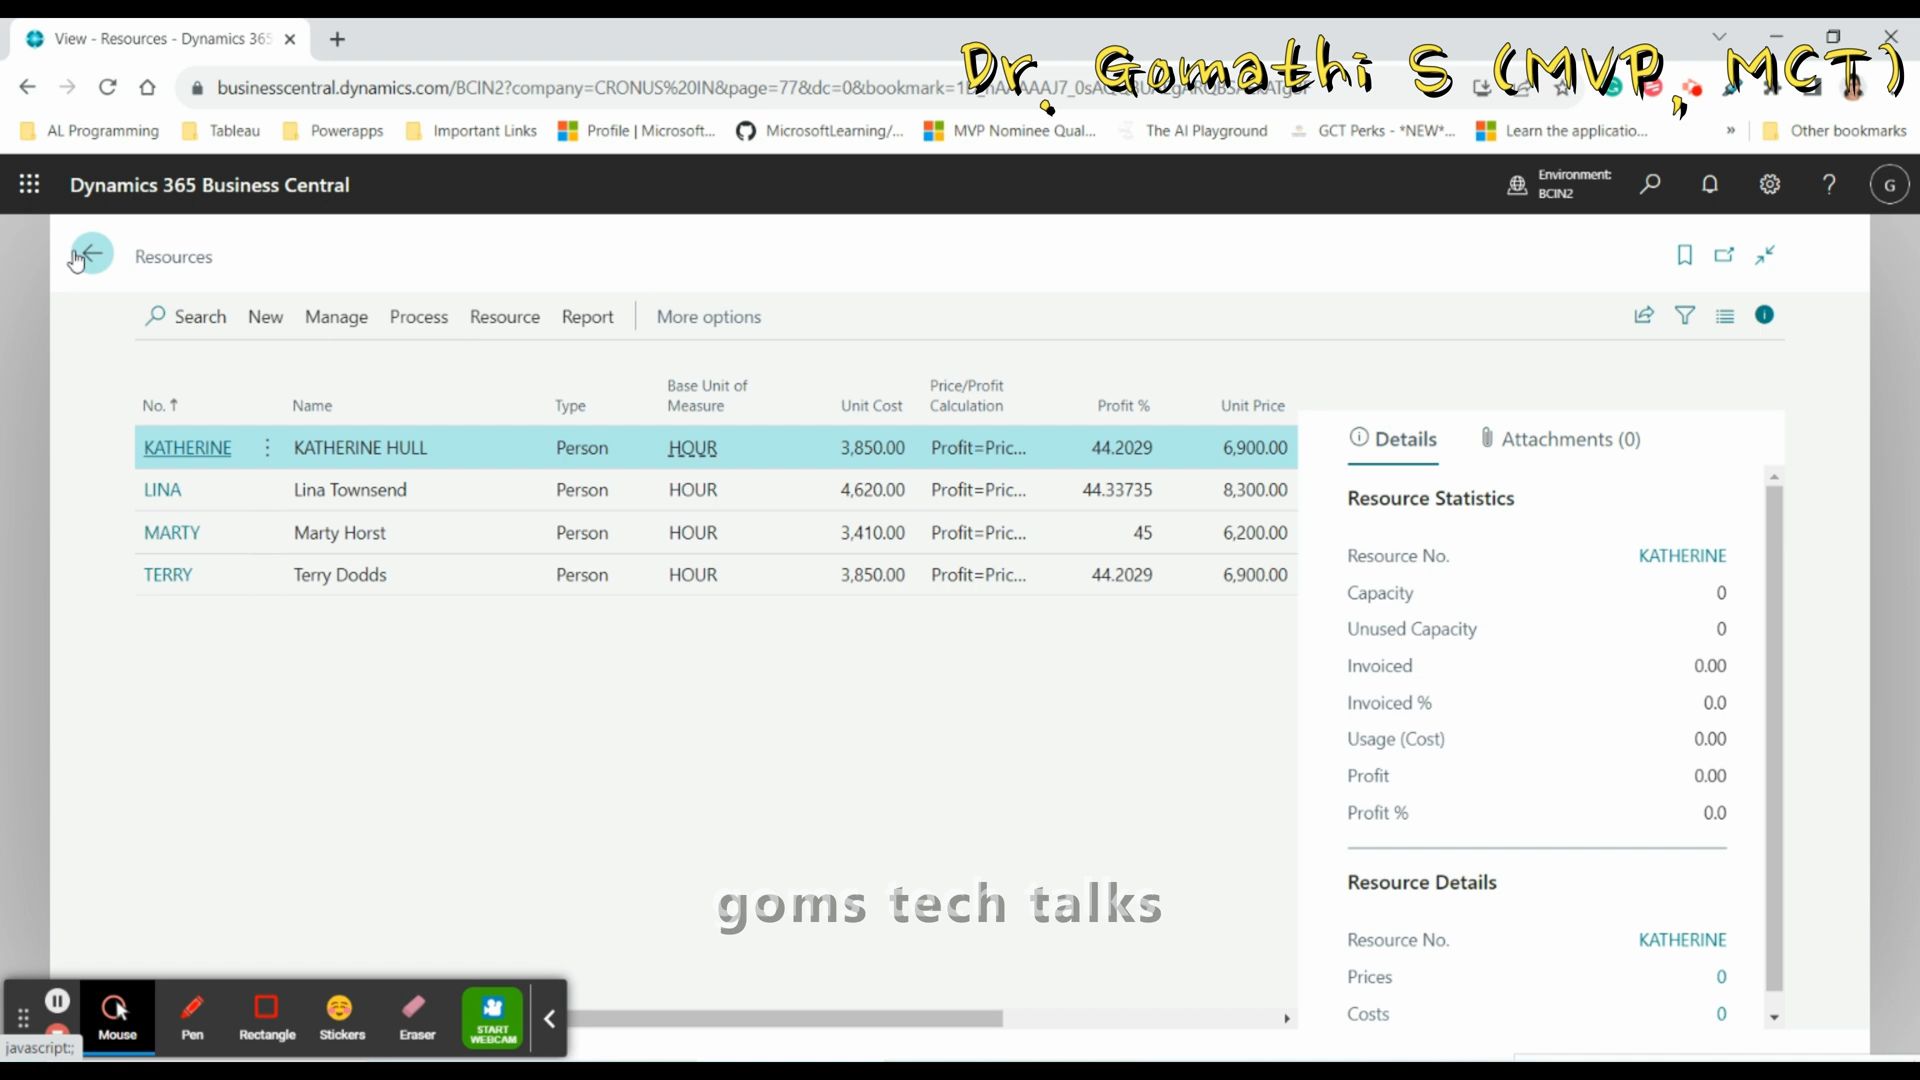 View - Resources - Dynamics 365
Dr. Gomathi S (MVP, MCT)
businesscentral.dynamics.com/BCIN2?company=CRONUS%20IN&page=77&dc=0&bookmark=1
AL Programming
Tableau
Powerapps
Important Links
Profile | Microsoft...
MicrosoftLearning/...
MVP Nominee Qual...
The AI Playground
GCT Perks - *NEW*...
Learn the applicatio...
»
Other bookmarks
Dynamics 365 Business Central
Environment:
BCIN2
?
G
Resources
Search New Manage Process Resource Report More options
No. ↑ Name Type Base Unit of Measure Unit Cost Price/Profit Calculation Profit % Unit Price
KATHERINE KATHERINE HULL Person HOUR 3,850.00 Profit=Pric... 44.2029 6,900.00
LINA Lina Townsend Person HOUR 4,620.00 Profit=Pric... 44.33735 8,300.00
MARTY Marty Horst Person HOUR 3,410.00 Profit=Pric... 45 6,200.00
TERRY Terry Dodds Person HOUR 3,850.00 Profit=Pric... 44.2029 6,900.00
Details Attachments (0)
Resource Statistics
Resource No. KATHERINE
Capacity 0
Unused Capacity 0
Invoiced 0.00
Invoiced % 0.0
Usage (Cost) 0.00
Profit 0.00
Profit % 0.0
Resource Details
Resource No. KATHERINE
Prices 0
Costs 0
goms tech talks
Mouse
Pen
Rectangle
Stickers
Eraser
START WEBCAM
javascript:;